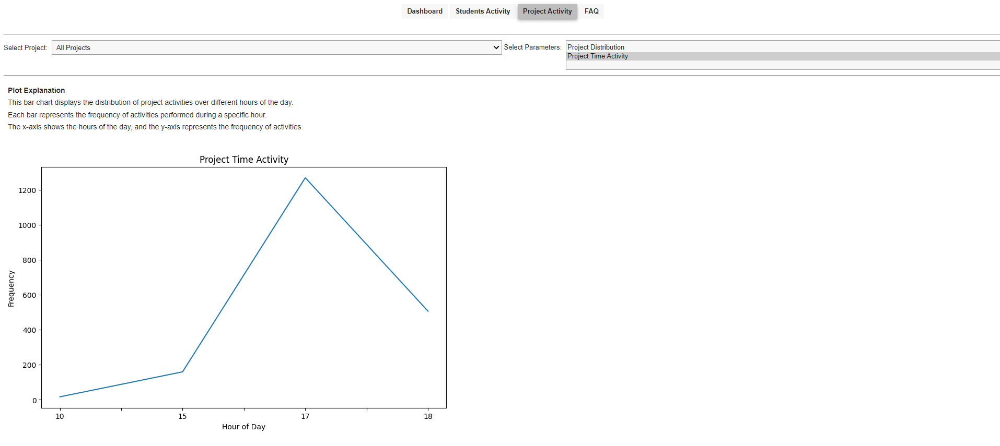 Dashboard Students Activity Project Activity FAQ
Select Project: All Projects Select Parameters: Project Distribution
Project Time Activity
Plot Explanation
This bar chart displays the distribution of project activities over different hours of the day.
Each bar represents the frequency of activities performed during a specific hour.
The x-axis shows the hours of the day, and the y-axis represents the frequency of activities.
Project Time Activity
1200
1000
800
600
400
200
0
Frequency
10 15 17 18
Hour of Day